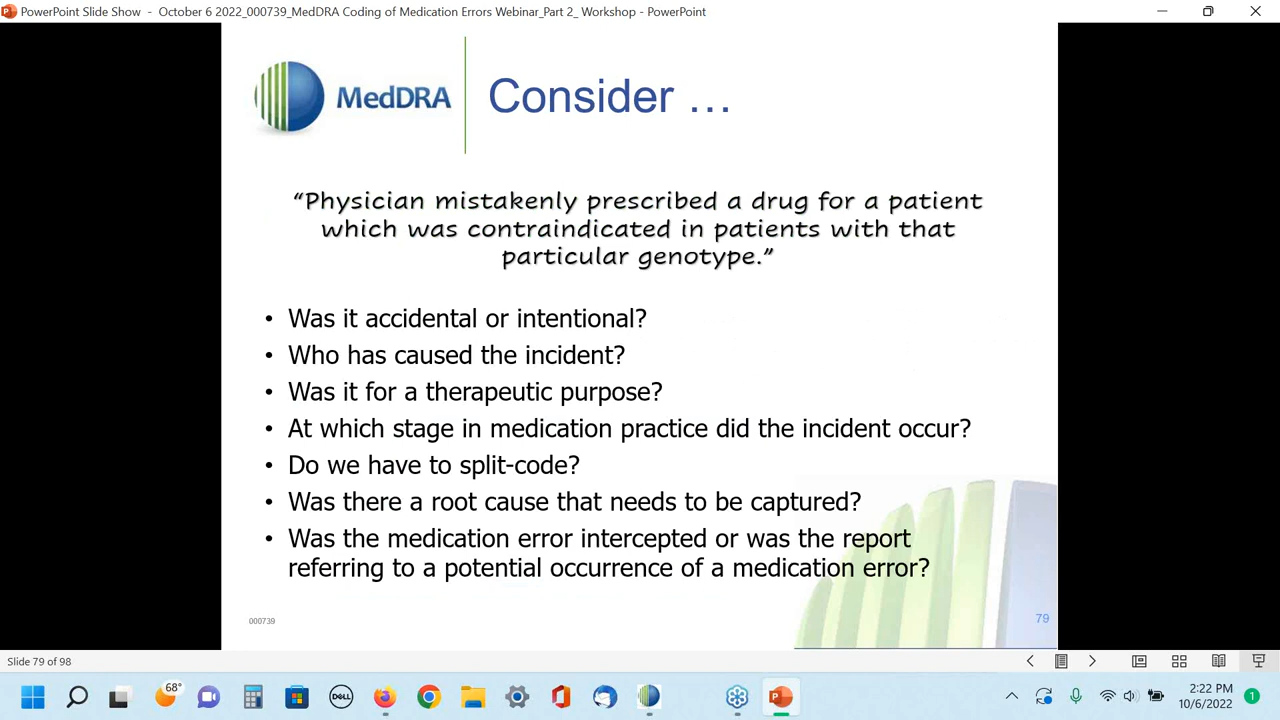 PowerPoint Slide Show - October 6 2022_000739_MedDRA Coding of Medication Errors Webinar_Part 2_ Workshop - PowerPoint
MedDRA
Consider …
“Physician mistakenly prescribed a drug for a patient
which was contraindicated in patients with that
particular genotype.”
• Was it accidental or intentional?
• Who has caused the incident?
• Was it for a therapeutic purpose?
• At which stage in medication practice did the incident occur?
• Do we have to split-code?
• Was there a root cause that needs to be captured?
• Was the medication error intercepted or was the report
referring to a potential occurrence of a medication error?
000739
79
Slide 79 of 98
68°
DELL
2:22 PM
10/6/2022
1